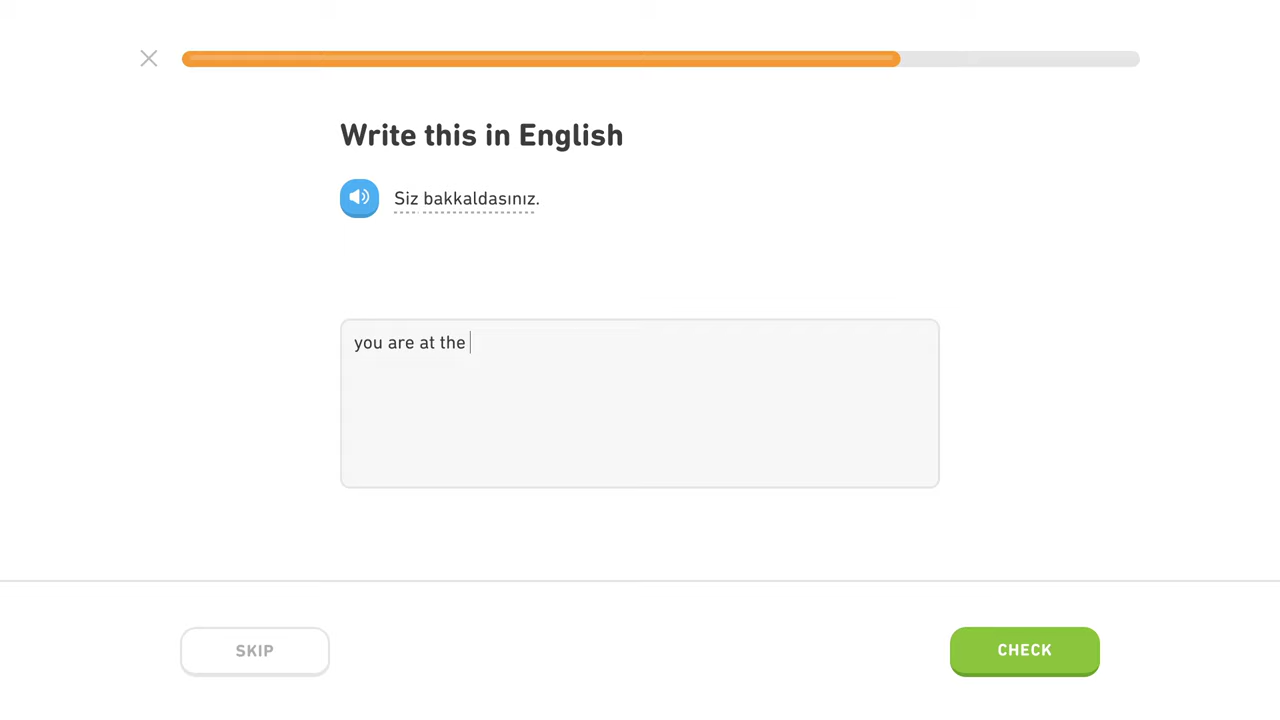 Write this in English
Siz bakkaldasınız.
you are at the
SKIP
CHECK